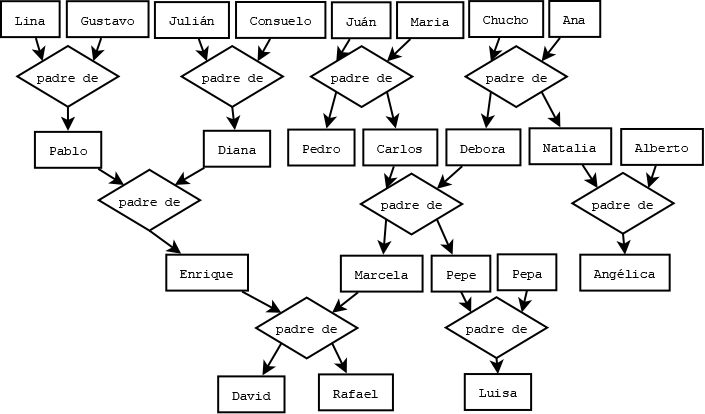 Lina
Gustavo
Julián
Consuelo
Juán
Maria
Chucho
Ana
padre de
padre de
padre de
padre de
Pablo
Diana
Pedro
Carlos
Debora
Natalia
Alberto
padre de
padre de
padre de
Enrique
Marcela
Pepe
Pepa
Angélica
padre de
padre de
David
Rafael
Luisa